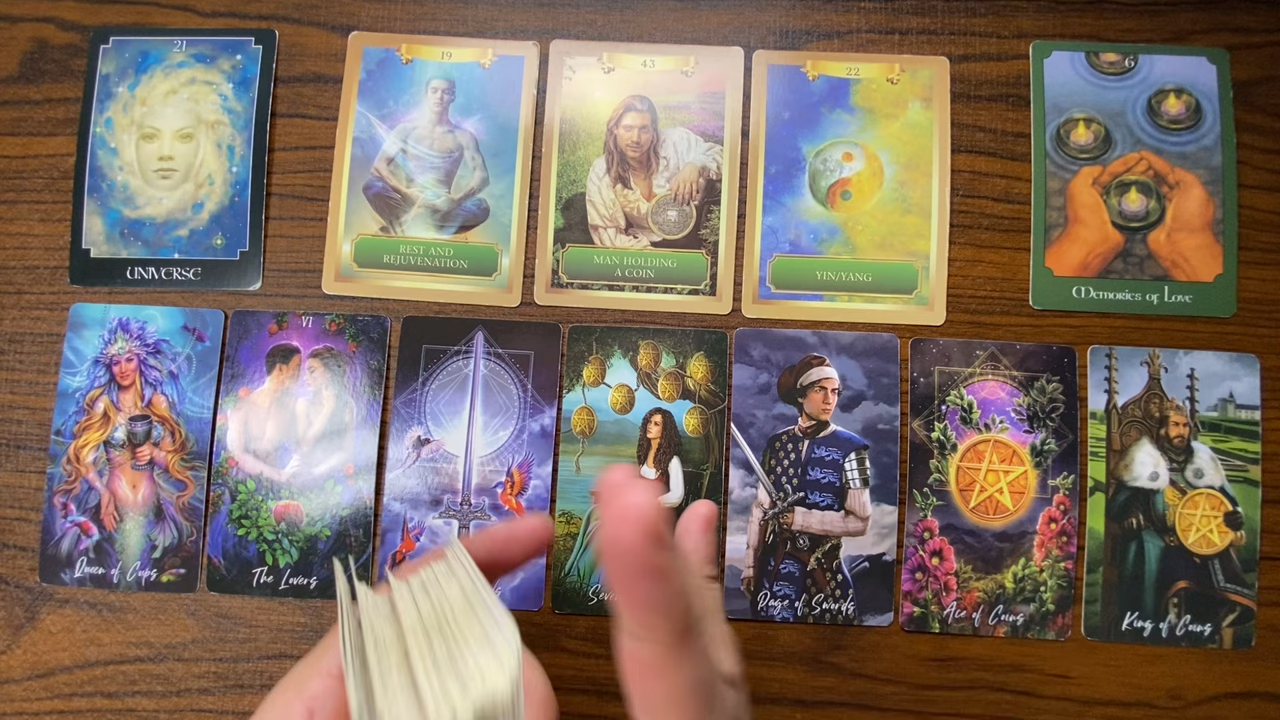 21
UNIVERSE
19
REST AND
REJUVENATION
43
MAN HOLDING
A COIN
22
YIN/YANG
6
Memories of Love
Queen of Cups
VI
The Lovers
Page of Swords
Ace of Coins
King of Coins